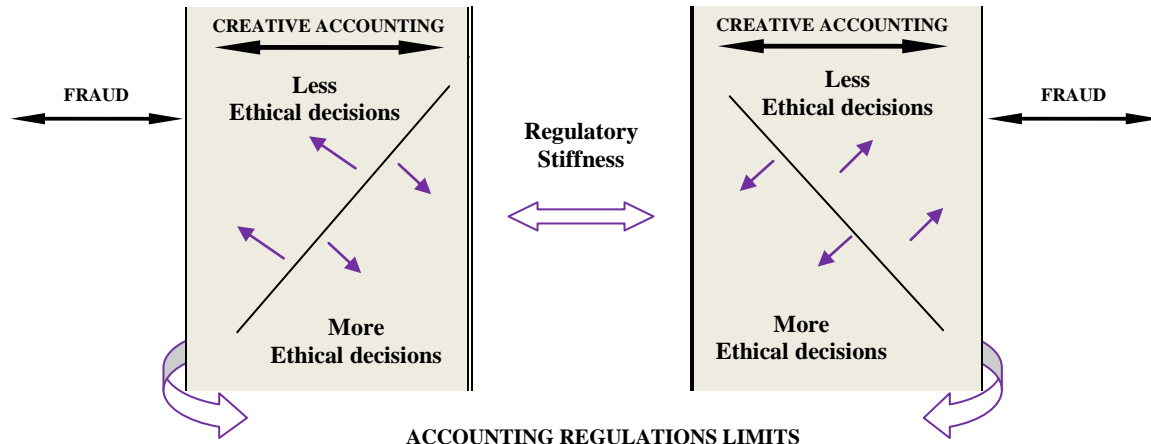 CREATIVE ACCOUNTING
Less
Ethical decisions
More
Ethical decisions
FRAUD
Regulatory
Stiffness
CREATIVE ACCOUNTING
Less
Ethical decisions
More
Ethical decisions
FRAUD
ACCOUNTING REGULATIONS LIMITS